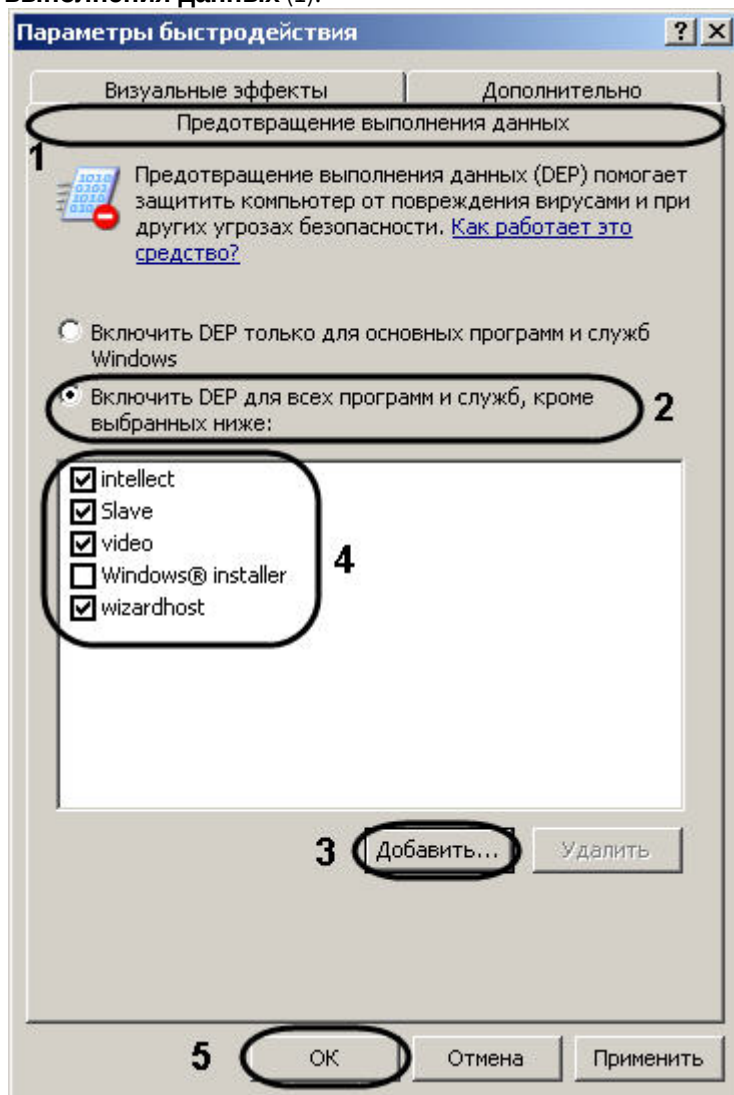 выполнения данных (1).
Параметры быстродействия
Визуальные эффекты
Дополнительно
Предотвращение выполнения данных
1
Предотвращение выполнения данных (DEP) помогает
защитить компьютер от повреждения вирусами и при
других угрозах безопасности. Как работает это
средство?
Включить DEP только для основных программ и служб
Windows
Включить DEP для всех программ и служб, кроме
выбранных ниже:
2
intellect
Slave
video
Windows® installer
wizardhost
4
3
Добавить...
Удалить
5
ОК
Отмена
Применить